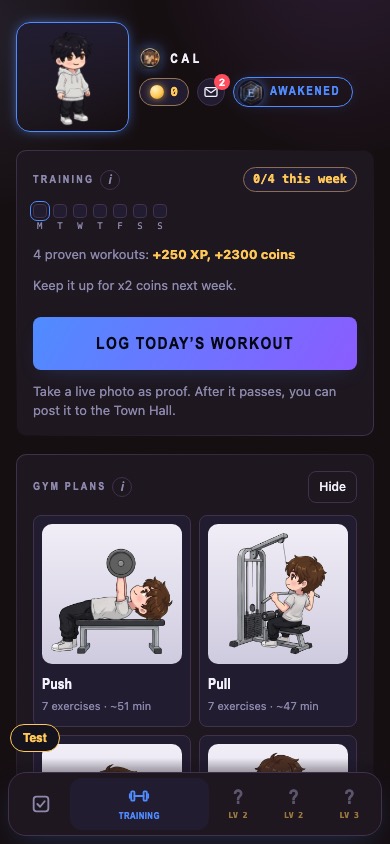 CAL
0
2
AWAKENED
TRAINING i
0/4 this week
M T W T F S S
4 proven workouts: +250 XP, +2300 coins
Keep it up for x2 coins next week.
LOG TODAY'S WORKOUT
Take a live photo as proof. After it passes, you can
post it to the Town Hall.
GYM PLANS i
Hide
Push
7 exercises · ~51 min
Pull
7 exercises · ~47 min
Test
TRAINING
? LV 2
? LV 2
? LV 3